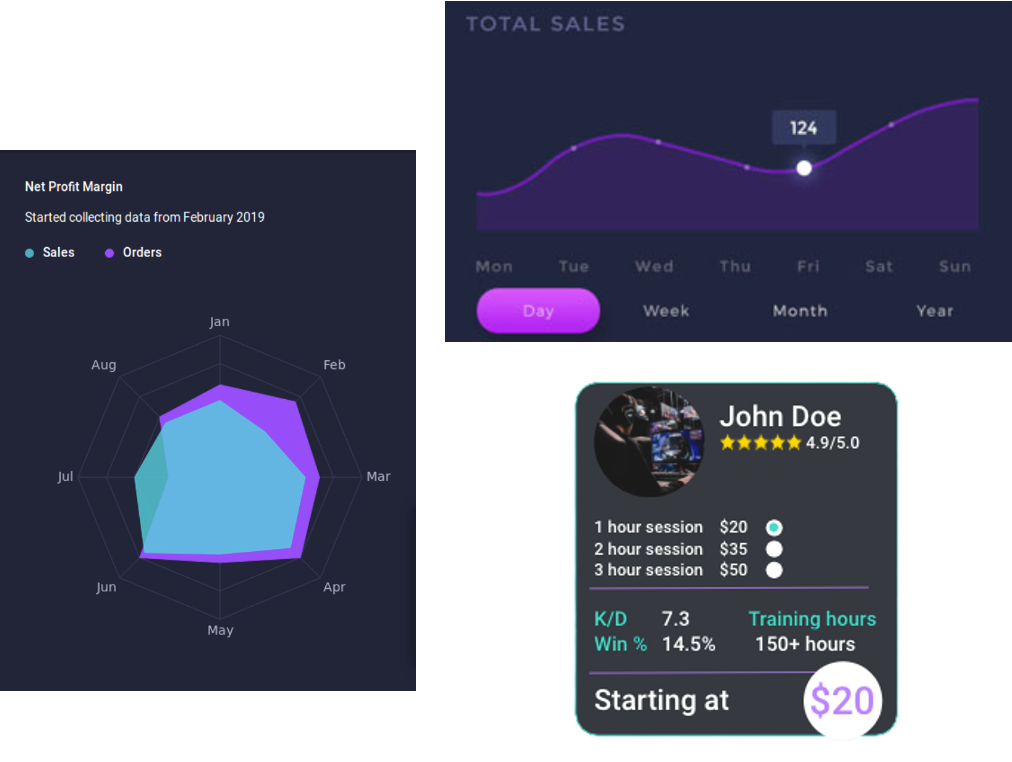 TOTAL SALES
124
Mon Tue Wed Thu Fri Sat Sun
Day Week Month Year
Net Profit Margin
Started collecting data from February 2019
Sales Orders
Jan
Aug Feb
Jul Mar
Jun Apr
May
John Doe
4.9/5.0
1 hour session $20
2 hour session $35
3 hour session $50
K/D 7.3 Training hours
Win % 14.5% 150+ hours
Starting at $20